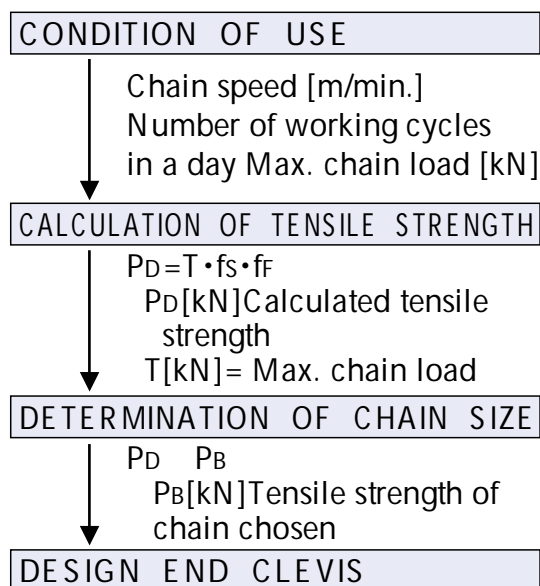 CONDITION OF USE
Chain speed [m/min.]
Number of working cycles
in a day Max. chain load [kN]
CALCULATION OF TENSILE STRENGTH
PD=T・fS・fF
PD[kN]Calculated tensile
strength
T[kN]= Max. chain load
DETERMINATION OF CHAIN SIZE
PD PB
PB[kN]Tensile strength of
chain chosen
DESIGN END CLEVIS